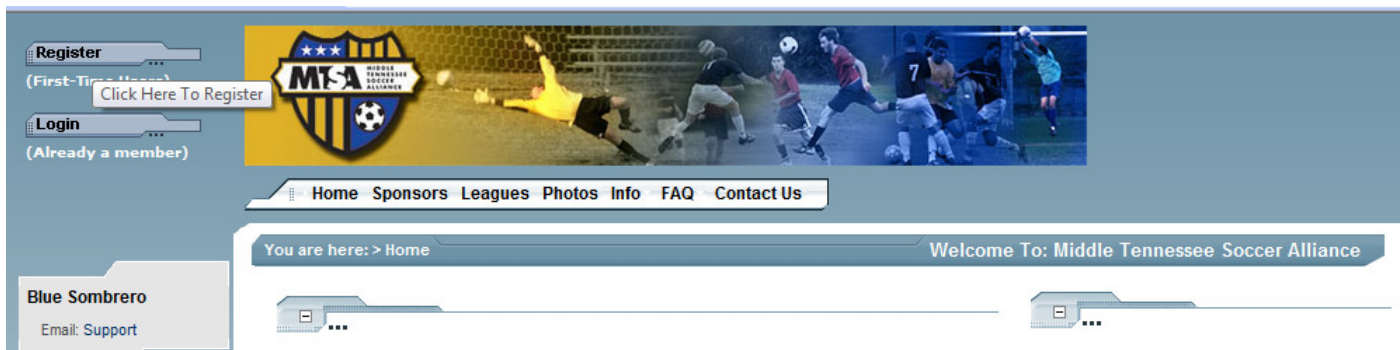 Register
(First-Time Users)
Click Here To Register
Login
(Already a member)
MTSA
MIDDLE
TENNESSEE
SOCCER
ALLIANCE
7
Home Sponsors Leagues Photos Info FAQ Contact Us
You are here: > Home
Welcome To: Middle Tennessee Soccer Alliance
Blue Sombrero
Email: Support
...
...